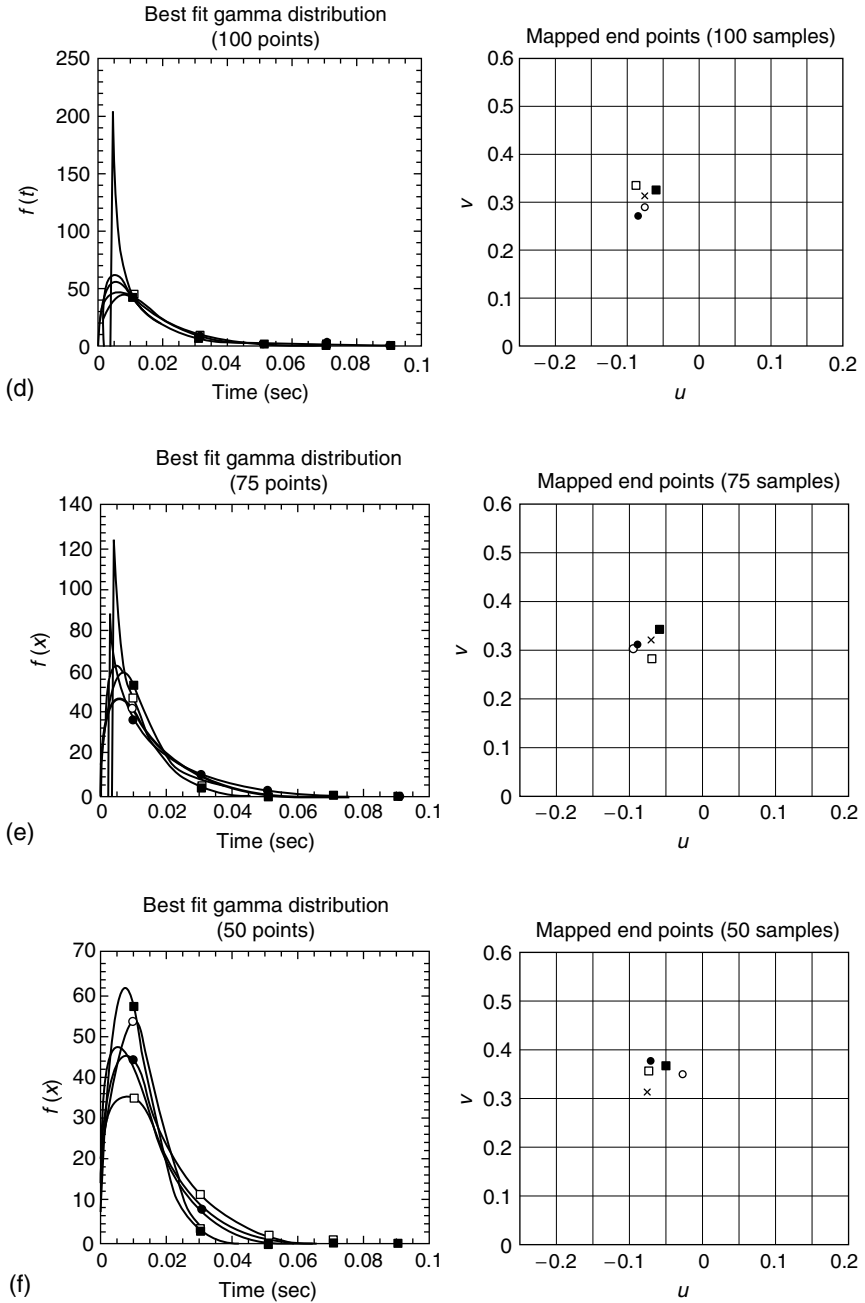 Best fit gamma distribution
(100 points)
250
200
150
100
50
0
f (t)
0 0.02 0.04 0.06 0.08 0.1
Time (sec)
(d)
Mapped end points (100 samples)
0.6
0.5
0.4
0.3
0.2
0.1
0
v
−0.2 −0.1 0 0.1 0.2
u
Best fit gamma distribution
(75 points)
140
120
100
80
60
40
20
0
f (x)
0 0.02 0.04 0.06 0.08 0.1
Time (sec)
(e)
Mapped end points (75 samples)
0.6
0.5
0.4
0.3
0.2
0.1
0
v
−0.2 −0.1 0 0.1 0.2
u
Best fit gamma distribution
(50 points)
70
60
50
40
30
20
10
0
f (x)
0 0.02 0.04 0.06 0.08 0.1
Time (sec)
(f)
Mapped end points (50 samples)
0.6
0.5
0.4
0.3
0.2
0.1
0
v
−0.2 −0.1 0 0.1 0.2
u